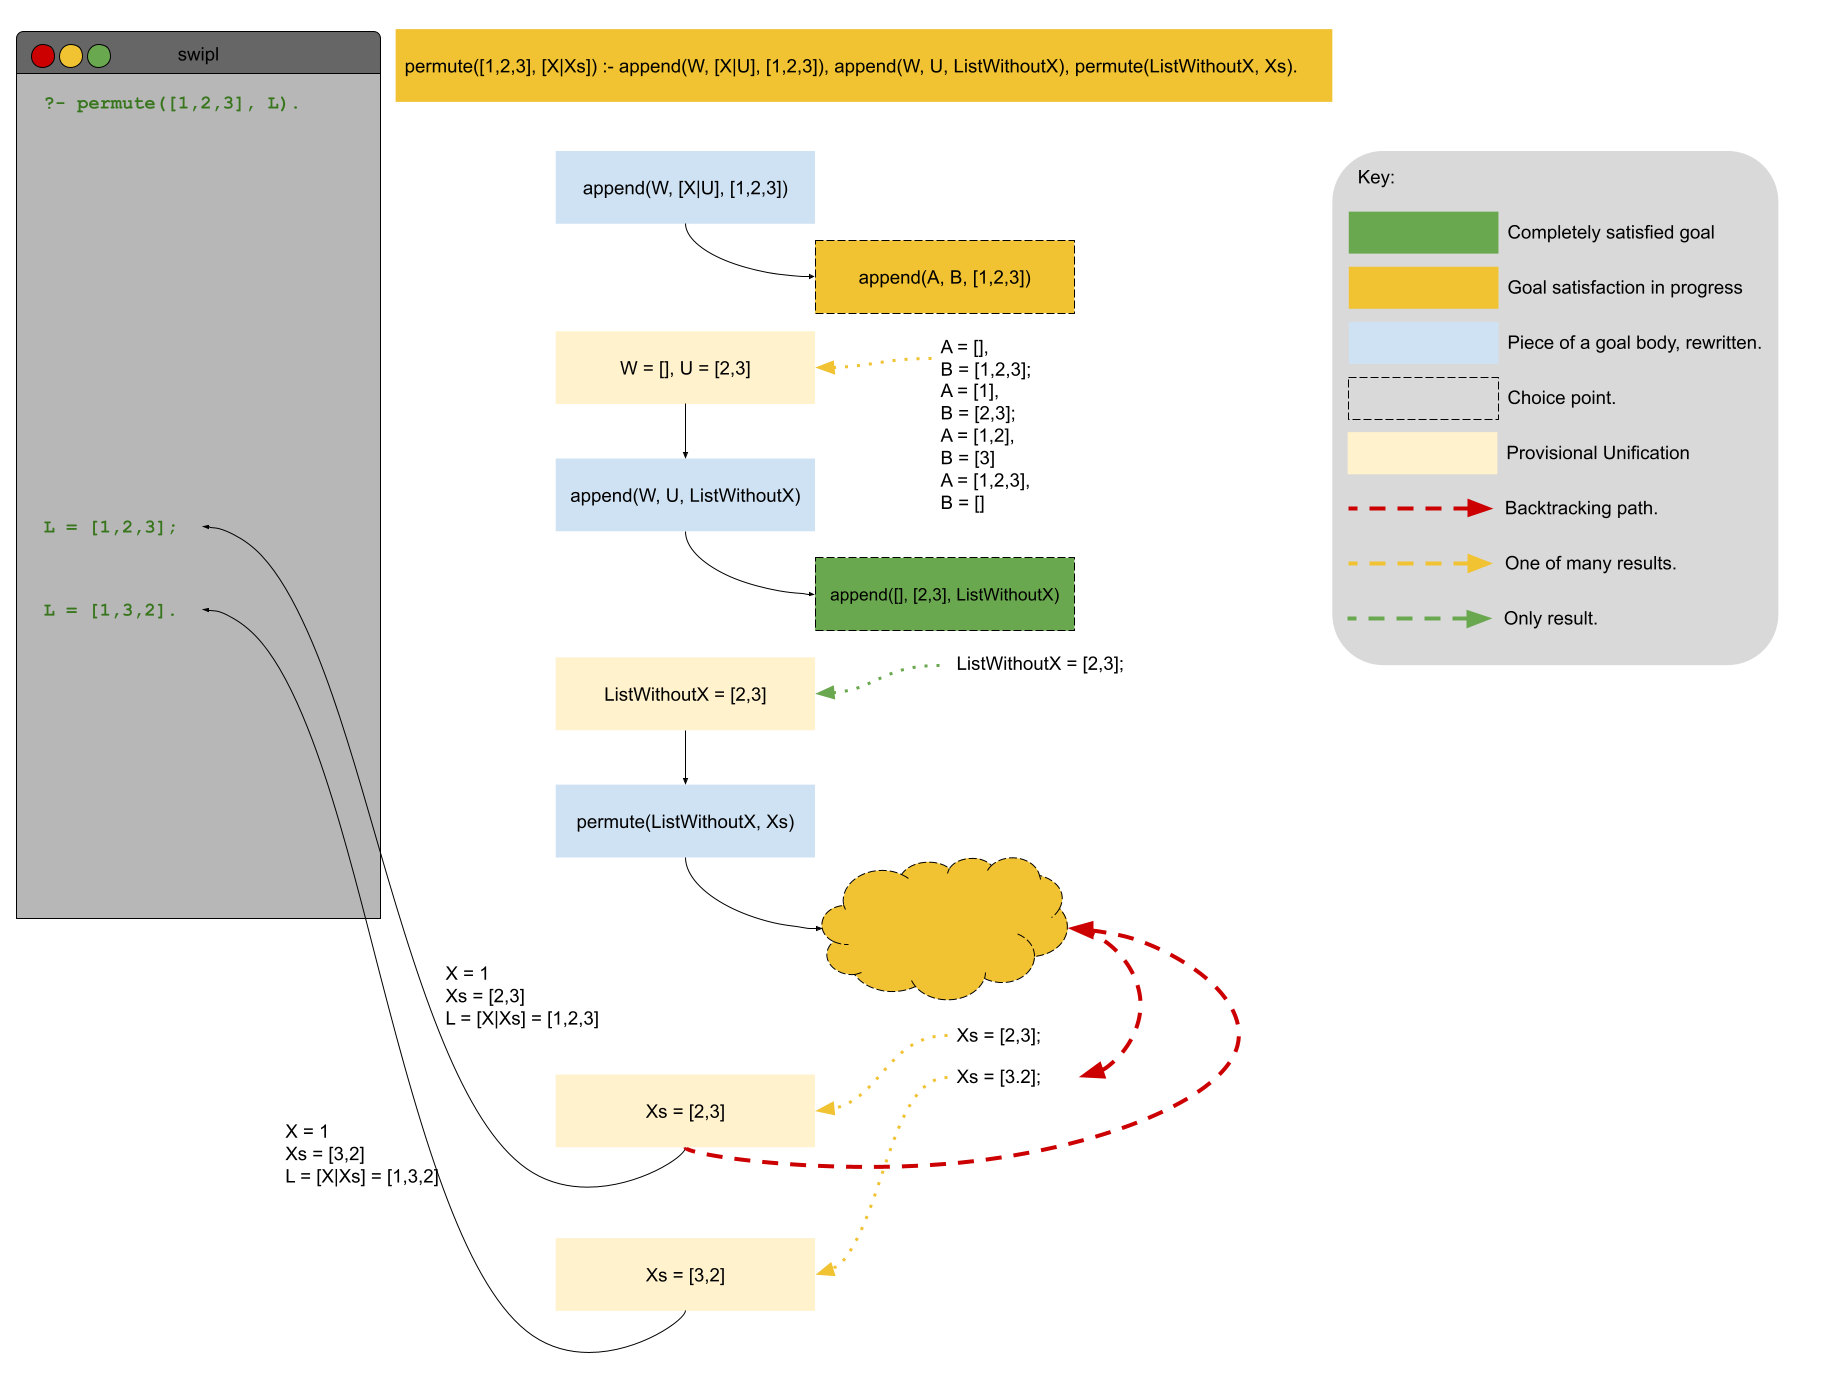 swipl
?- permute([1,2,3], L).
L = [1,2,3];
L = [1,3,2].
permute([1,2,3], [X|Xs]) :- append(W, [X|U], [1,2,3]), append(W, U, ListWithoutX), permute(ListWithoutX, Xs).
append(W, [X|U], [1,2,3])
append(A, B, [1,2,3])
W = [], U = [2,3]
A = [],
B = [1,2,3];
A = [1],
B = [2,3];
A = [1,2],
B = [3]
A = [1,2,3],
B = []
append(W, U, ListWithoutX)
append([], [2,3], ListWithoutX)
ListWithoutX = [2,3];
ListWithoutX = [2,3]
permute(ListWithoutX, Xs)
X = 1
Xs = [2,3]
L = [X|Xs] = [1,2,3]
Xs = [2,3];
Xs = [3.2];
Xs = [2,3]
X = 1
Xs = [3,2]
L = [X|Xs] = [1,3,2]
Xs = [3,2]
Key:
Completely satisfied goal
Goal satisfaction in progress
Piece of a goal body, rewritten.
Choice point.
Provisional Unification
Backtracking path.
One of many results.
Only result.